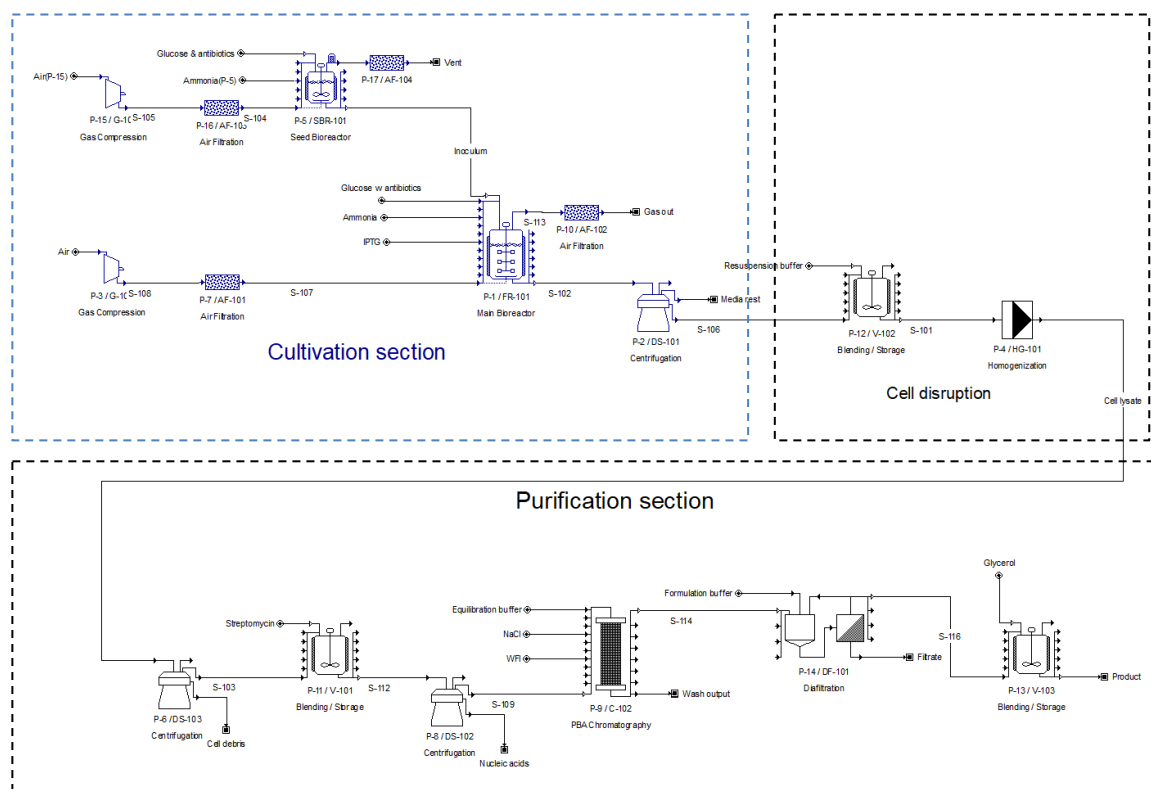 Glucose & antibiotics
Air(P-15)
Ammonia(P-5)
P-17 / AF-104
Vent
P-15 / G-10
S-105
Gas Compression
P-16 / AF-103
S-104
Air Filtration
P-5 / SBR-101
Seed Bioreactor
Inoculum
Glucose w antibiotics
Ammonia
IPTG
S-113
P-10 / AF-102
Air Filtration
Gas out
Air
P-3 / G-10
S-108
Gas Compression
P-7 / AF-101
Air Filtration
S-107
P-1 / FR-101
Main Bioreactor
S-102
Media rest
S-106
P-2 / DS-101
Centrifugation
Cultivation section
Resuspension buffer
P-12 / V-102
Blending / Storage
S-101
P-4 / HG-101
Homogenization
Cell disruption
Cell lysate
Purification section
Streptomycin
S-103
P-6 / DS-103
Centrifugation
Cell debris
P-11 / V-101
Blending / Storage
S-112
P-8 / DS-102
Centrifugation
S-109
Nucleic acids
Equilibration buffer
NaCl
WFI
P-9 / C-102
PBA Chromatography
S-114
Wash output
Formulation buffer
P-14 / DF-101
Diafiltration
Filtrate
S-116
Glycerol
P-13 / V-103
Blending / Storage
Product